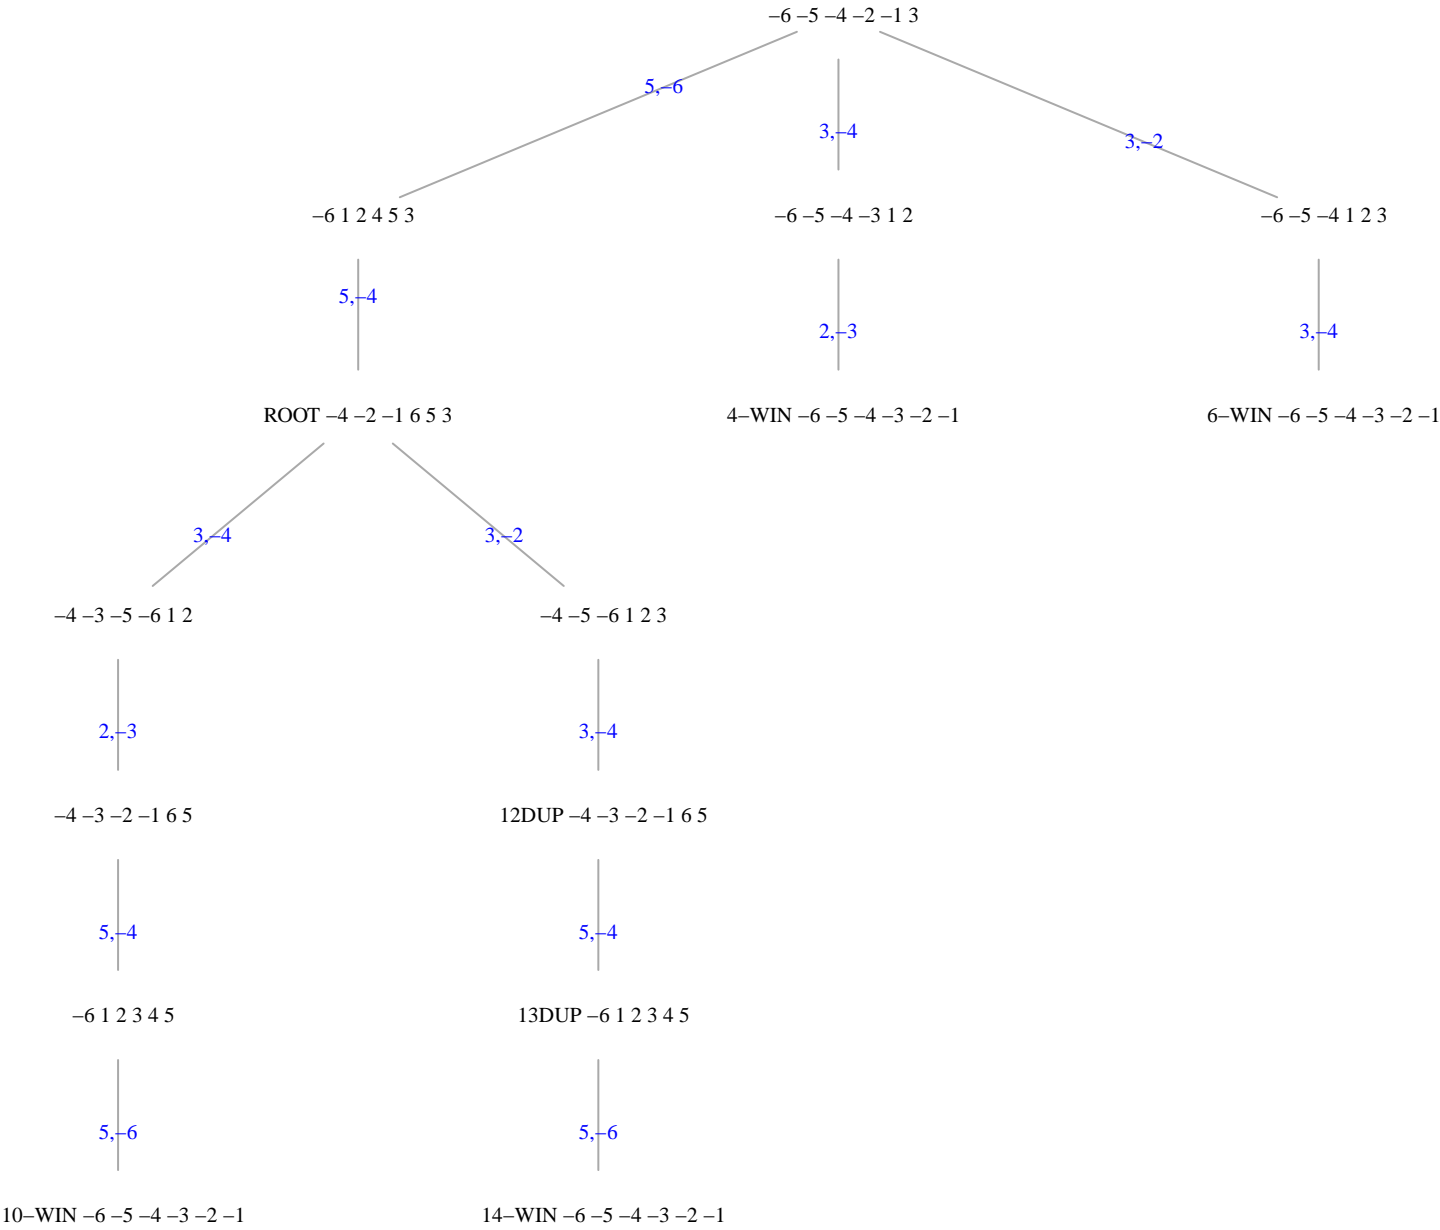 –6 –5 –4 –2 –1 3
5,–6
3,–4
3,–2
–6 1 2 4 5 3
–6 –5 –4 –3 1 2
–6 –5 –4 1 2 3
5,–4
2,–3
3,–4
ROOT –4 –2 –1 6 5 3
4–WIN –6 –5 –4 –3 –2 –1
6–WIN –6 –5 –4 –3 –2 –1
3,–4
3,–2
–4 –3 –5 –6 1 2
–4 –5 –6 1 2 3
2,–3
3,–4
–4 –3 –2 –1 6 5
12DUP –4 –3 –2 –1 6 5
5,–4
5,–4
–6 1 2 3 4 5
13DUP –6 1 2 3 4 5
5,–6
5,–6
10–WIN –6 –5 –4 –3 –2 –1
14–WIN –6 –5 –4 –3 –2 –1